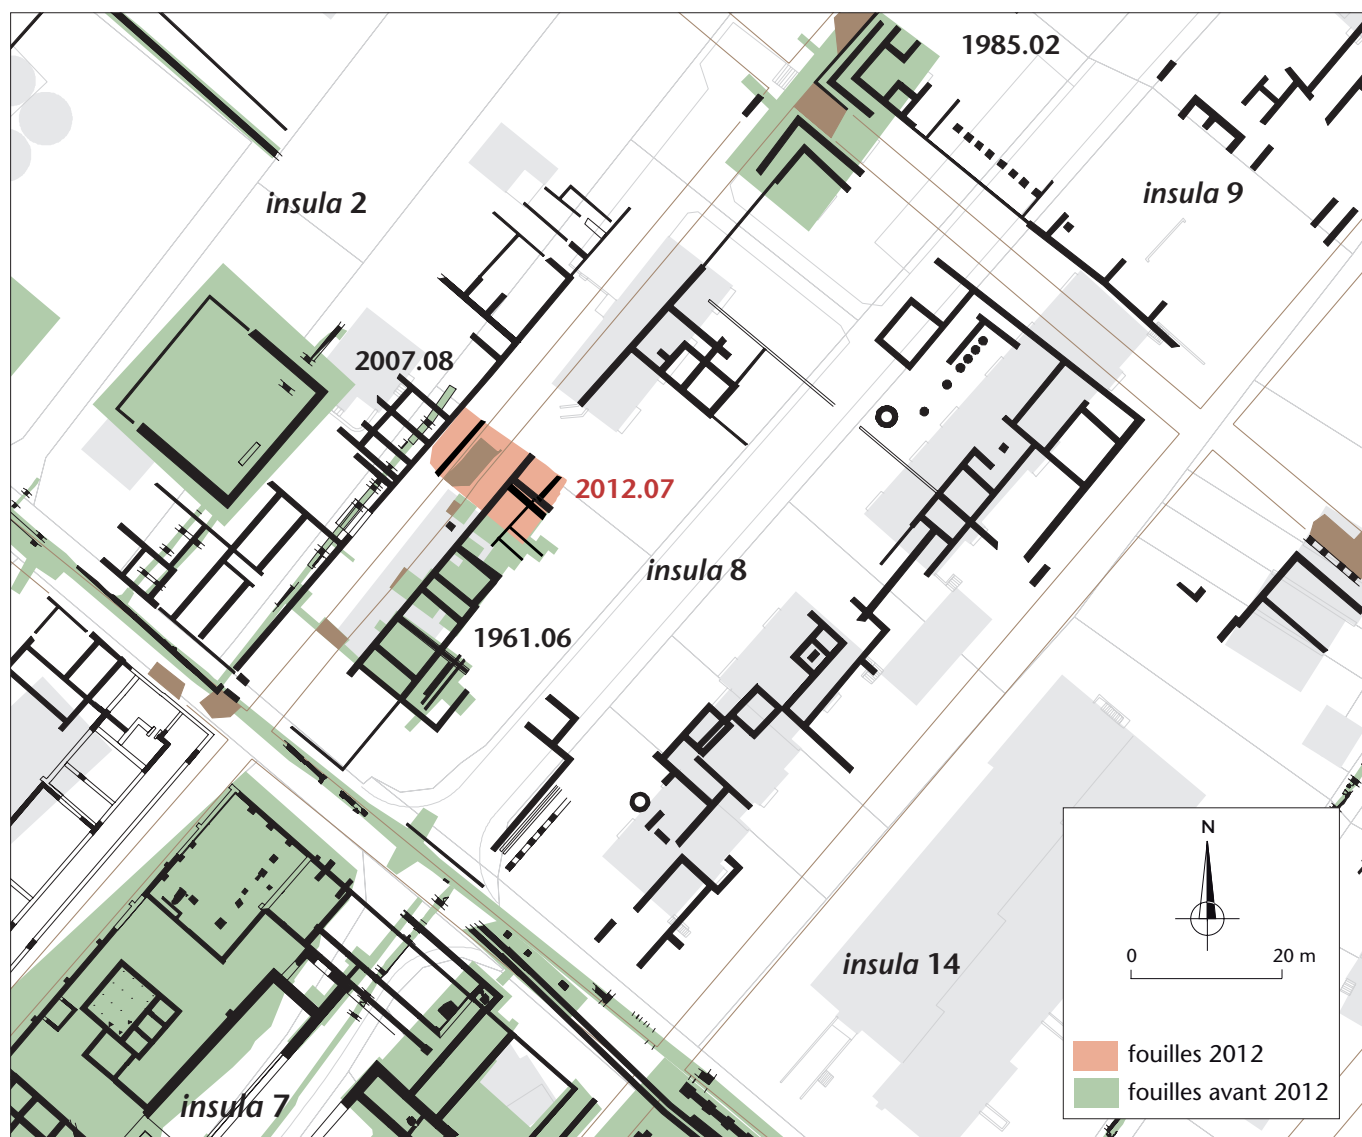 1985.02
insula 9
insula 2
2007.08
2012.07
insula 8
1961.06
insula 14
insula 7
N
0 20 m
fouilles 2012
fouilles avant 2012